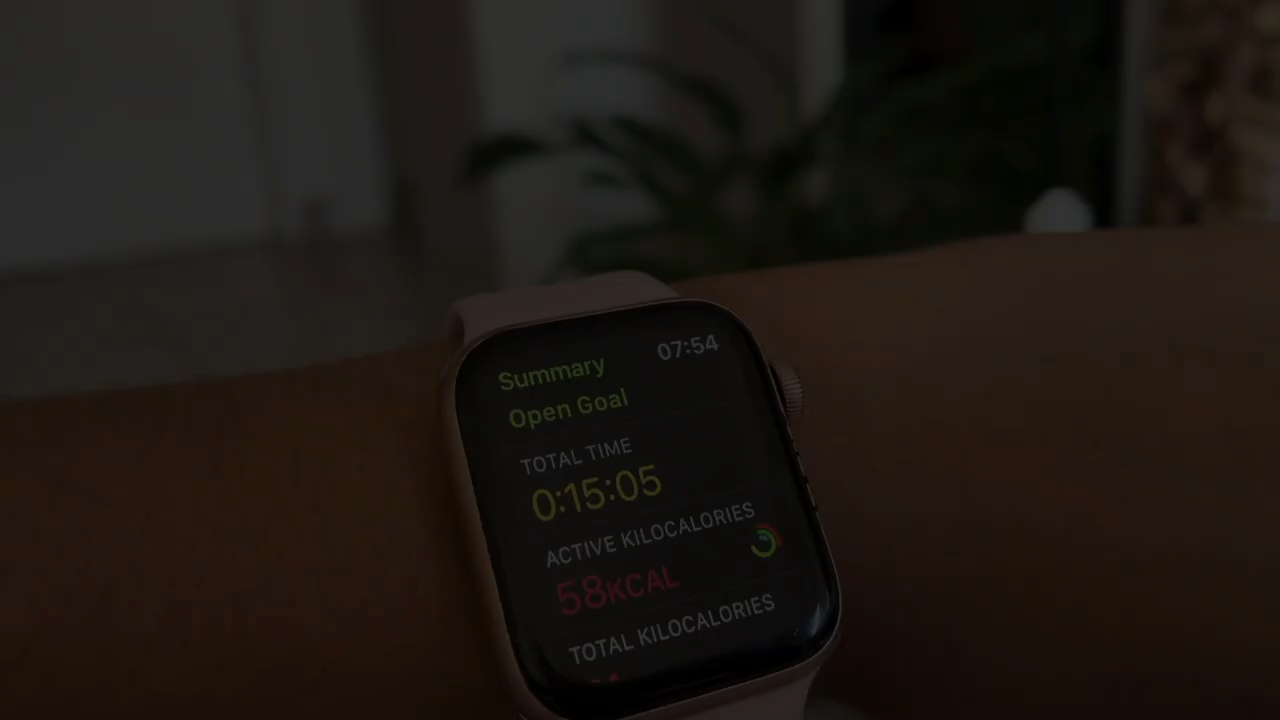 07:54
Summary
Open Goal
TOTAL TIME
0:15:05
ACTIVE KILOCALORIES
58KCAL
TOTAL KILOCALORIES